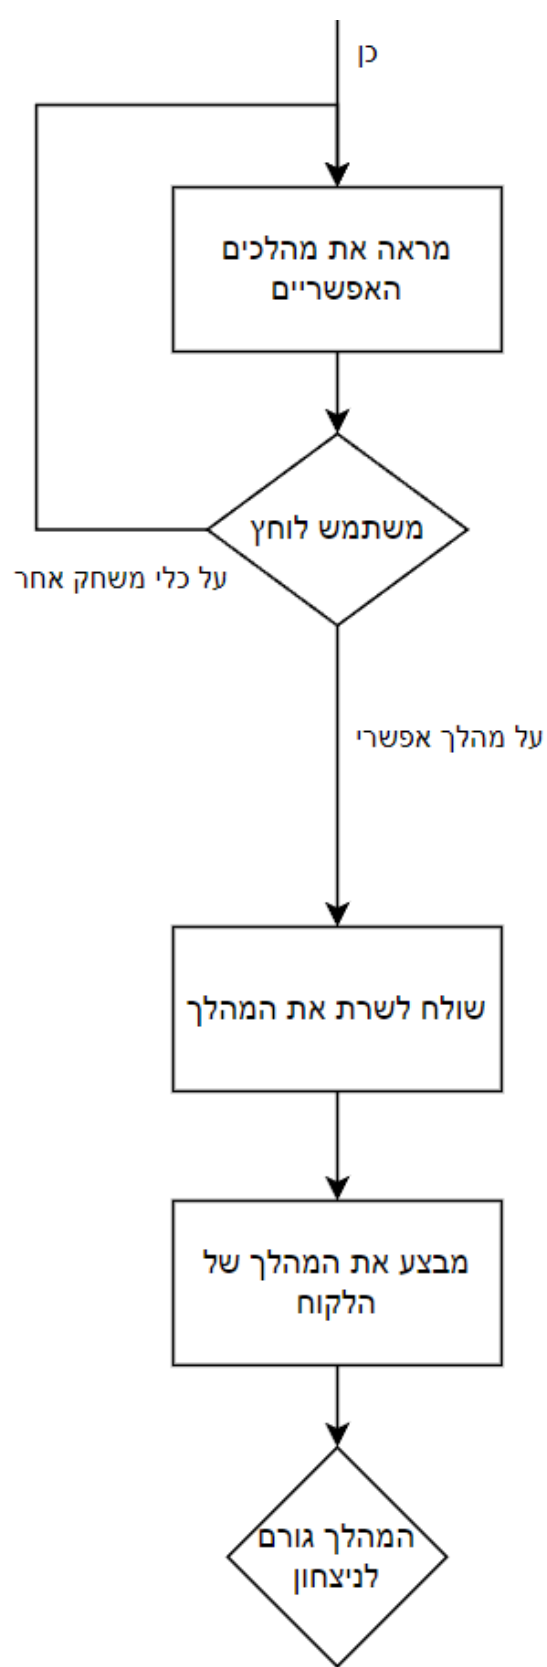 כן
מראה את מהלכים
האפשריים
משתמש לוחץ
על כלי משחק אחר
על מהלך אפשרי
שולח לשרת את המהלך
מבצע את המהלך של
הלקוח
המהלך גורם
לניצחון